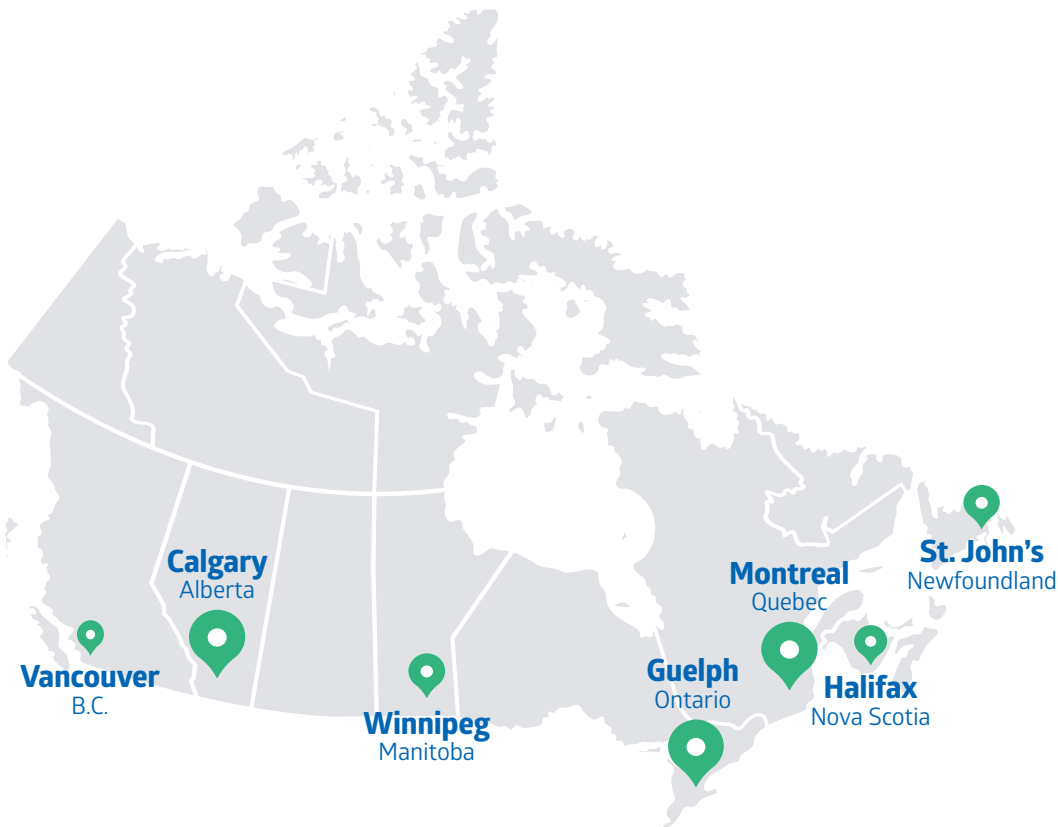 St. John’s
Newfoundland
Calgary
Alberta
Montreal
Quebec
Vancouver
B.C.
Guelph
Ontario
Halifax
Nova Scotia
Winnipeg
Manitoba